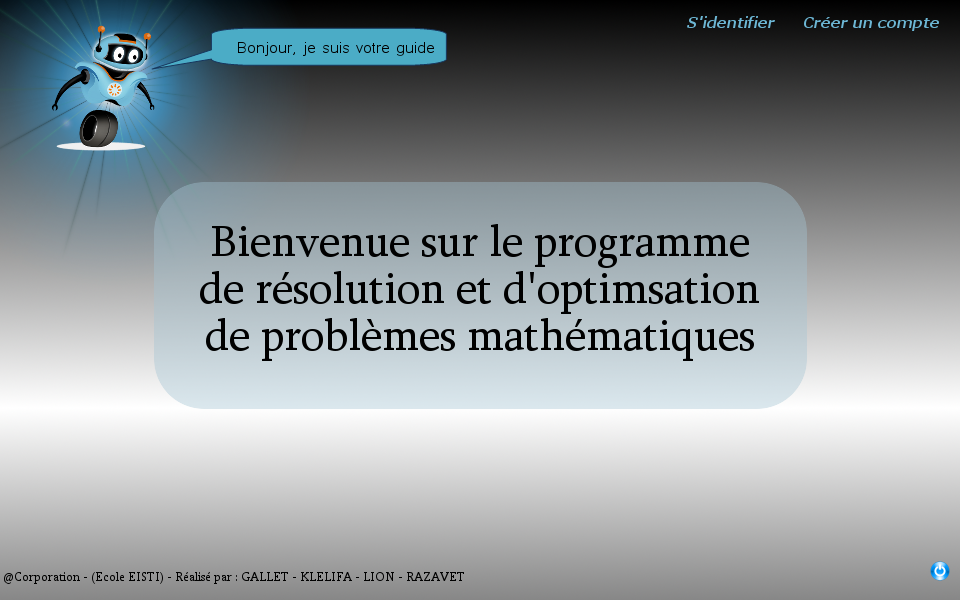 S'identifier Créer un compte
Bonjour, je suis votre guide
Bienvenue sur le programme
de résolution et d'optimsation
de problèmes mathématiques
@Corporation - (Ecole EISTI) - Réalisé par : GALLET - KLELIFA - LION - RAZAVET